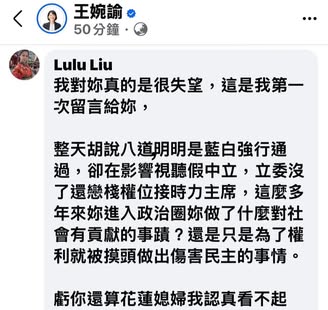 王婉諭
50分鐘
Lulu Liu
我對妳真的是很失望，這是我第一
次留言給妳，
整天胡說八道明明是藍白強行通
過，卻在影響視聽假中立，立委沒
了還戀棧權位接時力主席，這麼多
年來妳進入政治圈妳做了什麼對社
會有貢獻的事蹟？還是只是為了權
利就被摸頭做出傷害民主的事情。
虧你還算花蓮媳婦我認真看不起